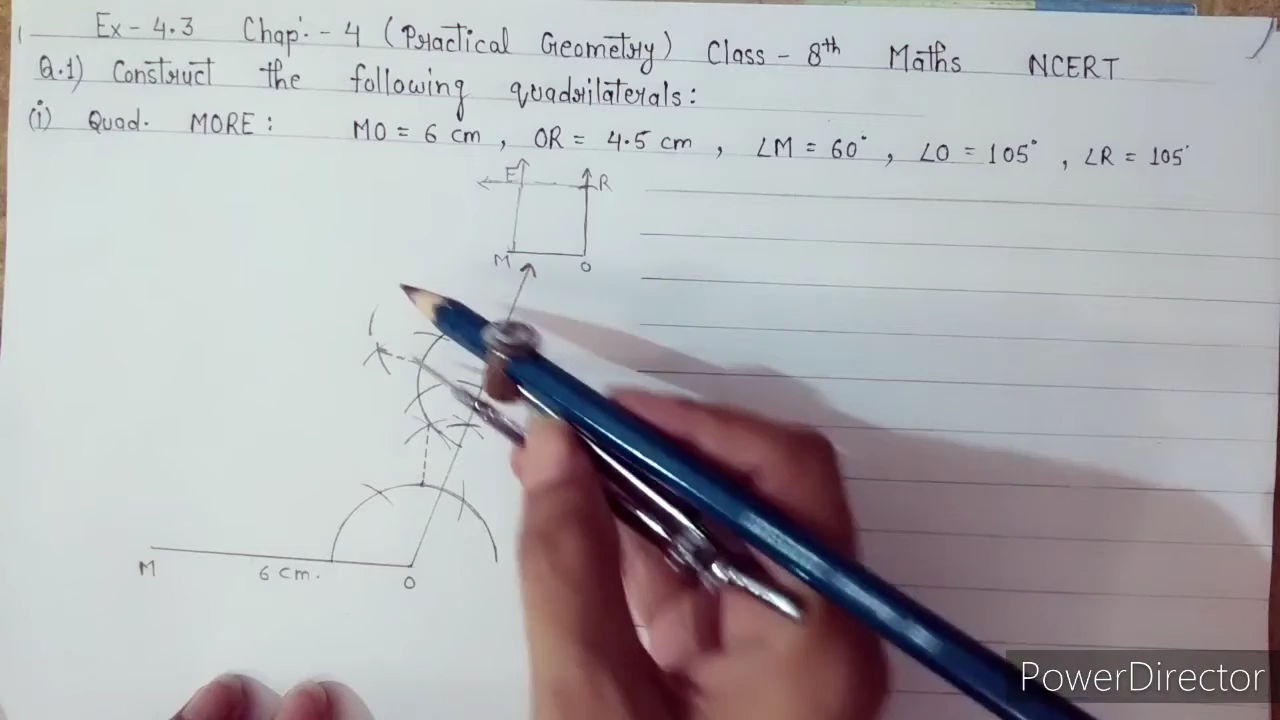 Ex - 4.3 Chap: - 4 (Practical Geometry) Class - 8th Maths NCERT
Q.1) Construct the following quadrilaterals:
(i) Quad. MORE: MO = 6 cm, OR = 4.5 cm, ∠M = 60°, ∠O = 105°, ∠R = 105°
E R
M O
M 6 cm. O
PowerDirector